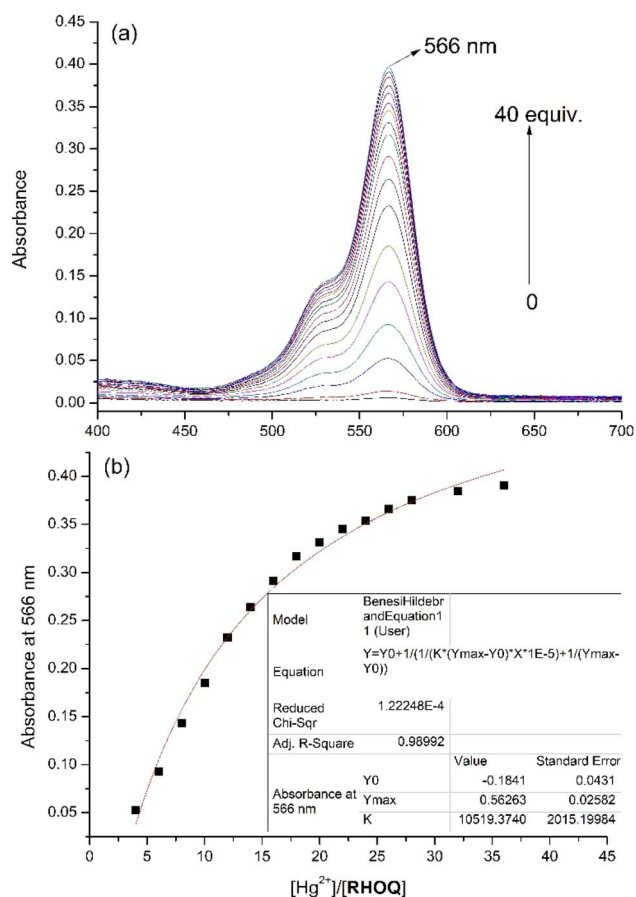 (a)
566 nm
40 equiv.
0
Absorbance
0.45
0.40
0.35
0.30
0.25
0.20
0.15
0.10
0.05
0.00
400 450 500 550 600 650 700
(b)
Absorbance at 566 nm
0.40
0.35
0.30
0.25
0.20
0.15
0.10
0.05
Model BenesiHildebr
andEquation1
1 (User)
Equation Y=Y0+1/(1/(K*(Ymax-Y0)*X*1E-5)+1/(Ymax-
Y0))
Reduced 1.22248E-4
Chi-Sqr
Adj. R-Square 0.98992
Value Standard Error
Absorbance at
566 nm
Y0 -0.1841 0.0431
Ymax 0.56263 0.02582
K 10519.3740 2015.19984
0 5 10 15 20 25 30 35 40 45
[Hg²⁺]/[RHOQ]